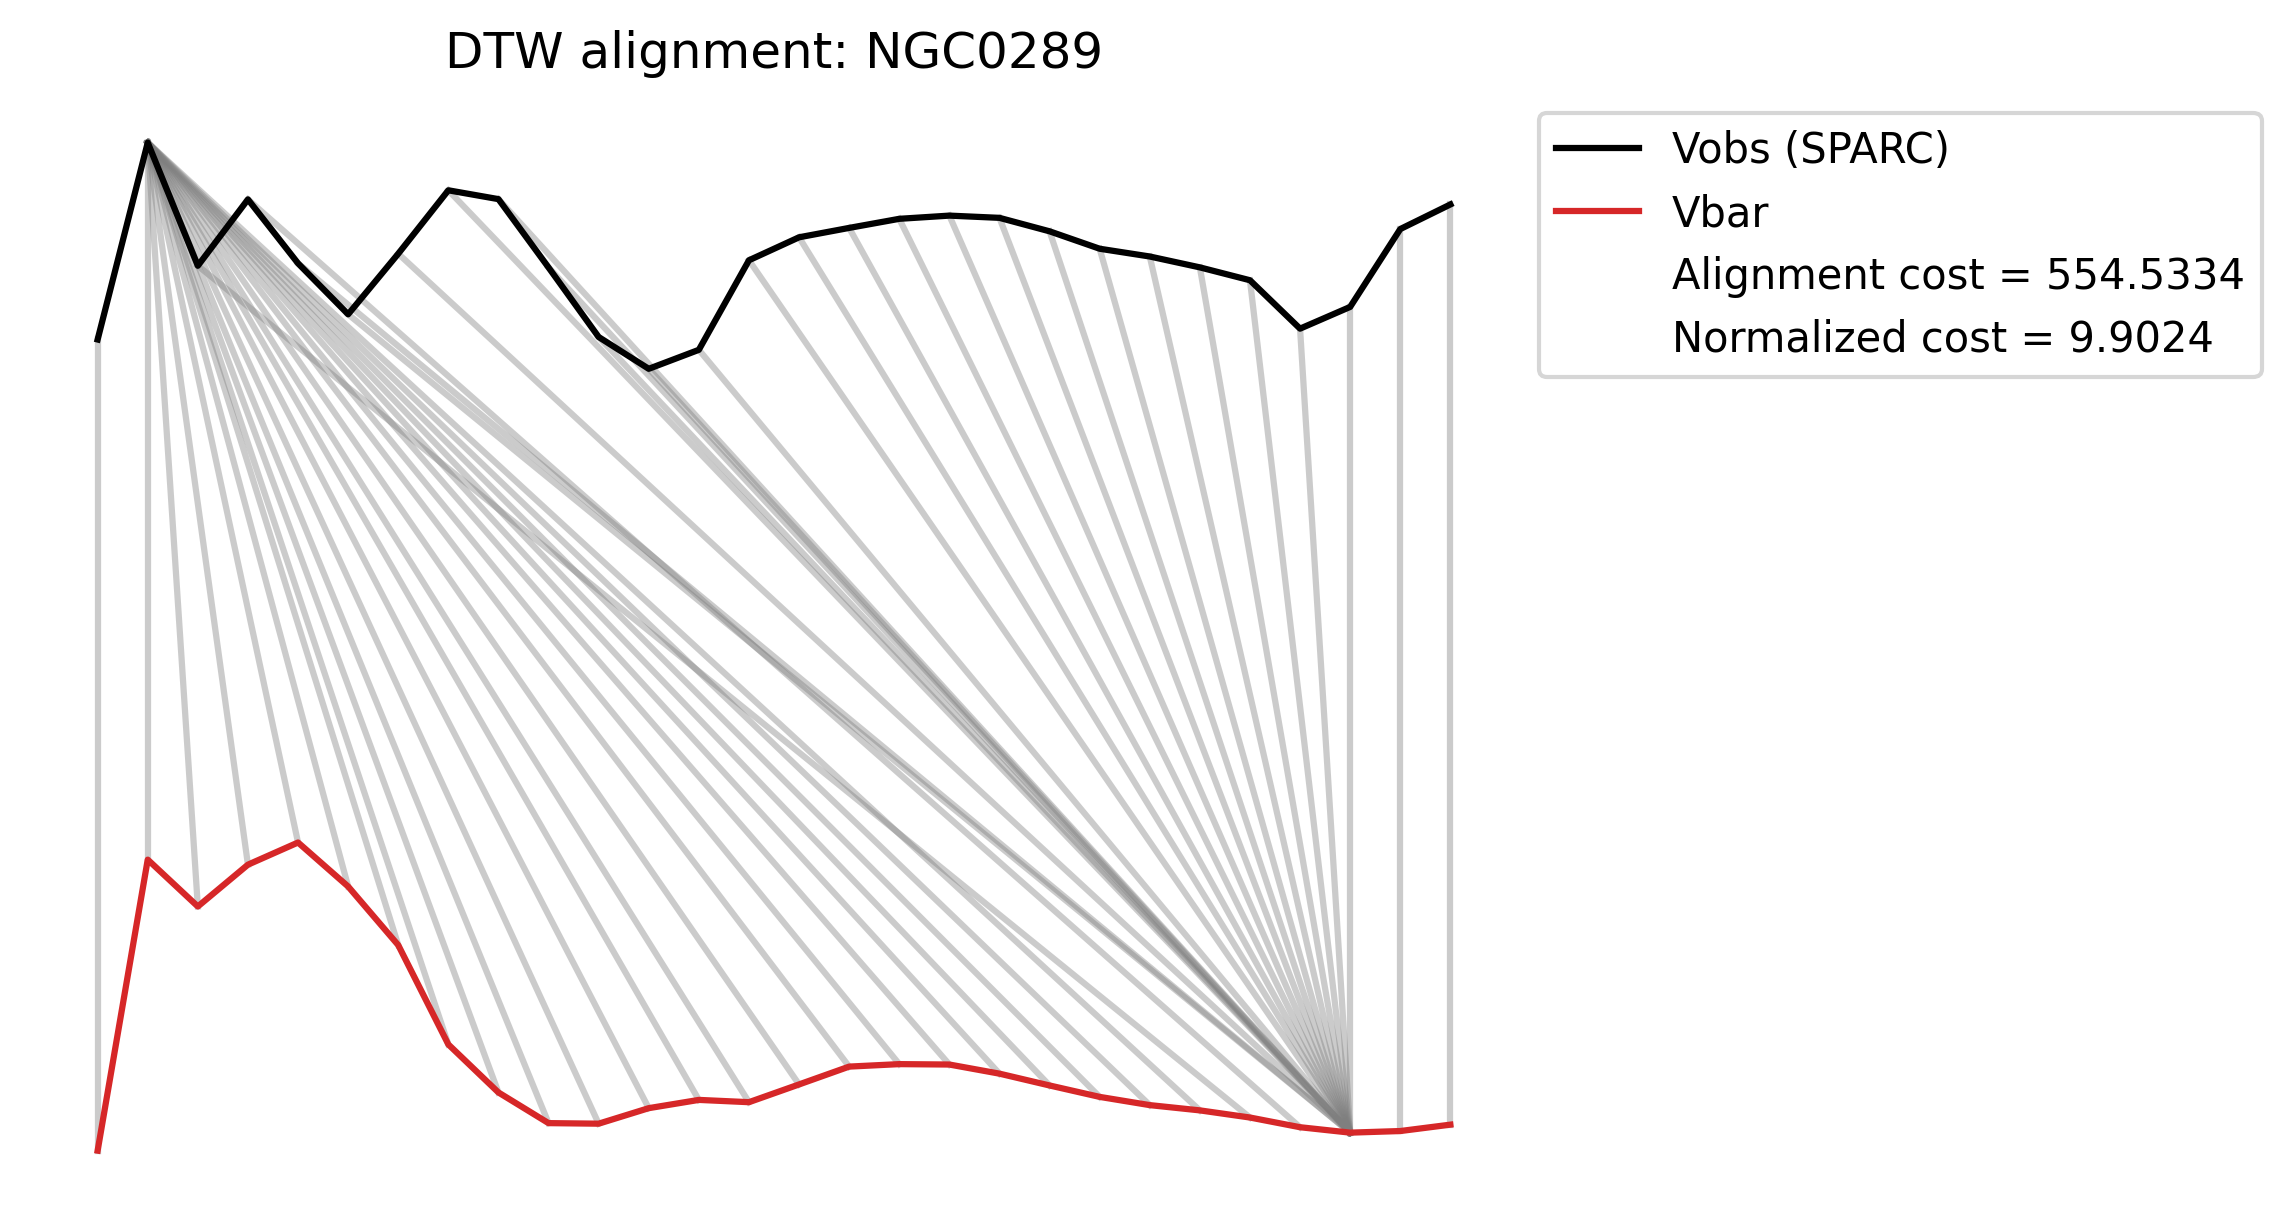 DTW alignment: NGC0289
Vobs (SPARC)
Vbar
Alignment cost = 554.5334
Normalized cost = 9.9024